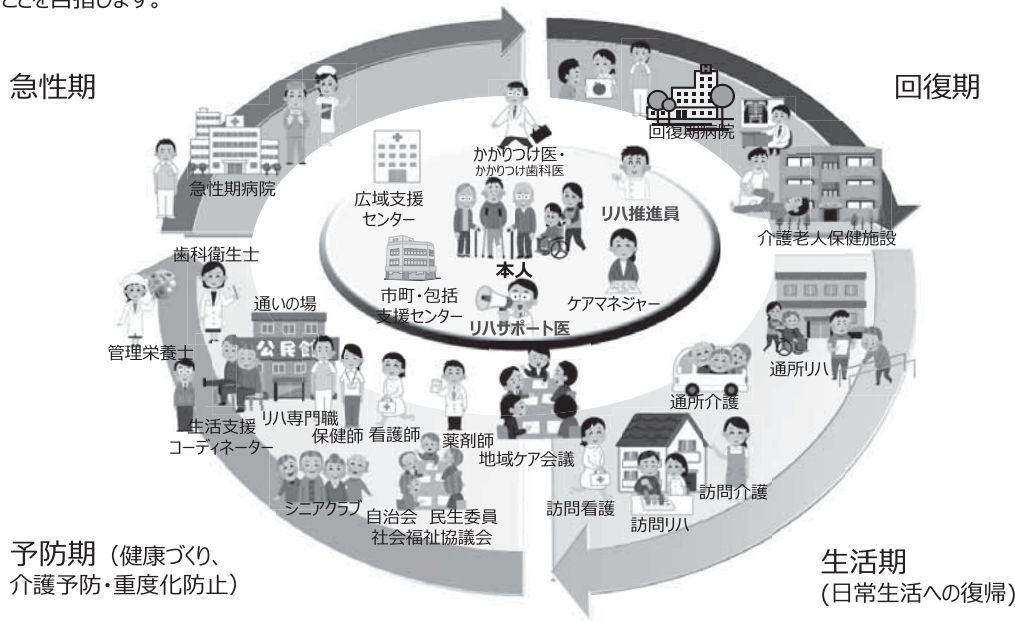 ことを目指します。
急性期
回復期
回復期病院
急性期病院
かかりつけ医・
かかりつけ歯科医
広域支援
センター
リハ推進員
介護老人保健施設
歯科衛生士
本人
市町・包括
支援センター
ケアマネジャー
リハサポート医
通いの場
公民館
管理栄養士
通所リハ
通所介護
生活支援
コーディネーター
リハ専門職
保健師
看護師
薬剤師
地域ケア会議
訪問看護
訪問介護
訪問リハ
シニアクラブ
自治会 民生委員
社会福祉協議会
予防期（健康づくり、
介護予防・重度化防止）
生活期
(日常生活への復帰)